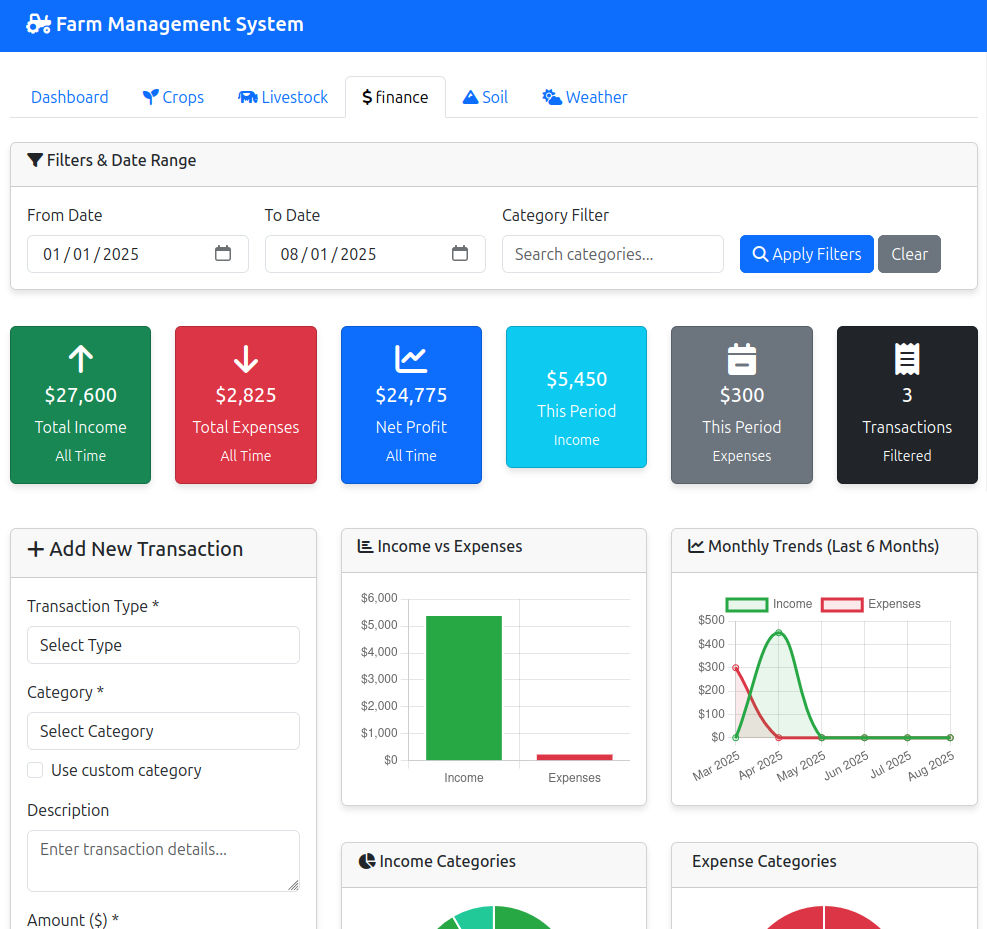 Farm Management System
Dashboard Crops Livestock finance Soil Weather
Filters & Date Range
From Date To Date Category Filter
01/01/2025 08/01/2025 Search categories... Apply Filters Clear
$27,600
Total Income
All Time
$2,825
Total Expenses
All Time
$24,775
Net Profit
All Time
$5,450
This Period
Income
$300
This Period
Expenses
3
Transactions
Filtered
Add New Transaction
Transaction Type *
Select Type
Category *
Select Category
Use custom category
Description
Enter transaction details...
Amount ($) *
Income vs Expenses
$6,000
$5,000
$4,000
$3,000
$2,000
$1,000
$0
Income Expenses
Monthly Trends (Last 6 Months)
Income Expenses
$500
$400
$300
$200
$100
$0
Mar 2025 Apr 2025 May 2025 Jun 2025 Jul 2025 Aug 2025
Income Categories
Expense Categories